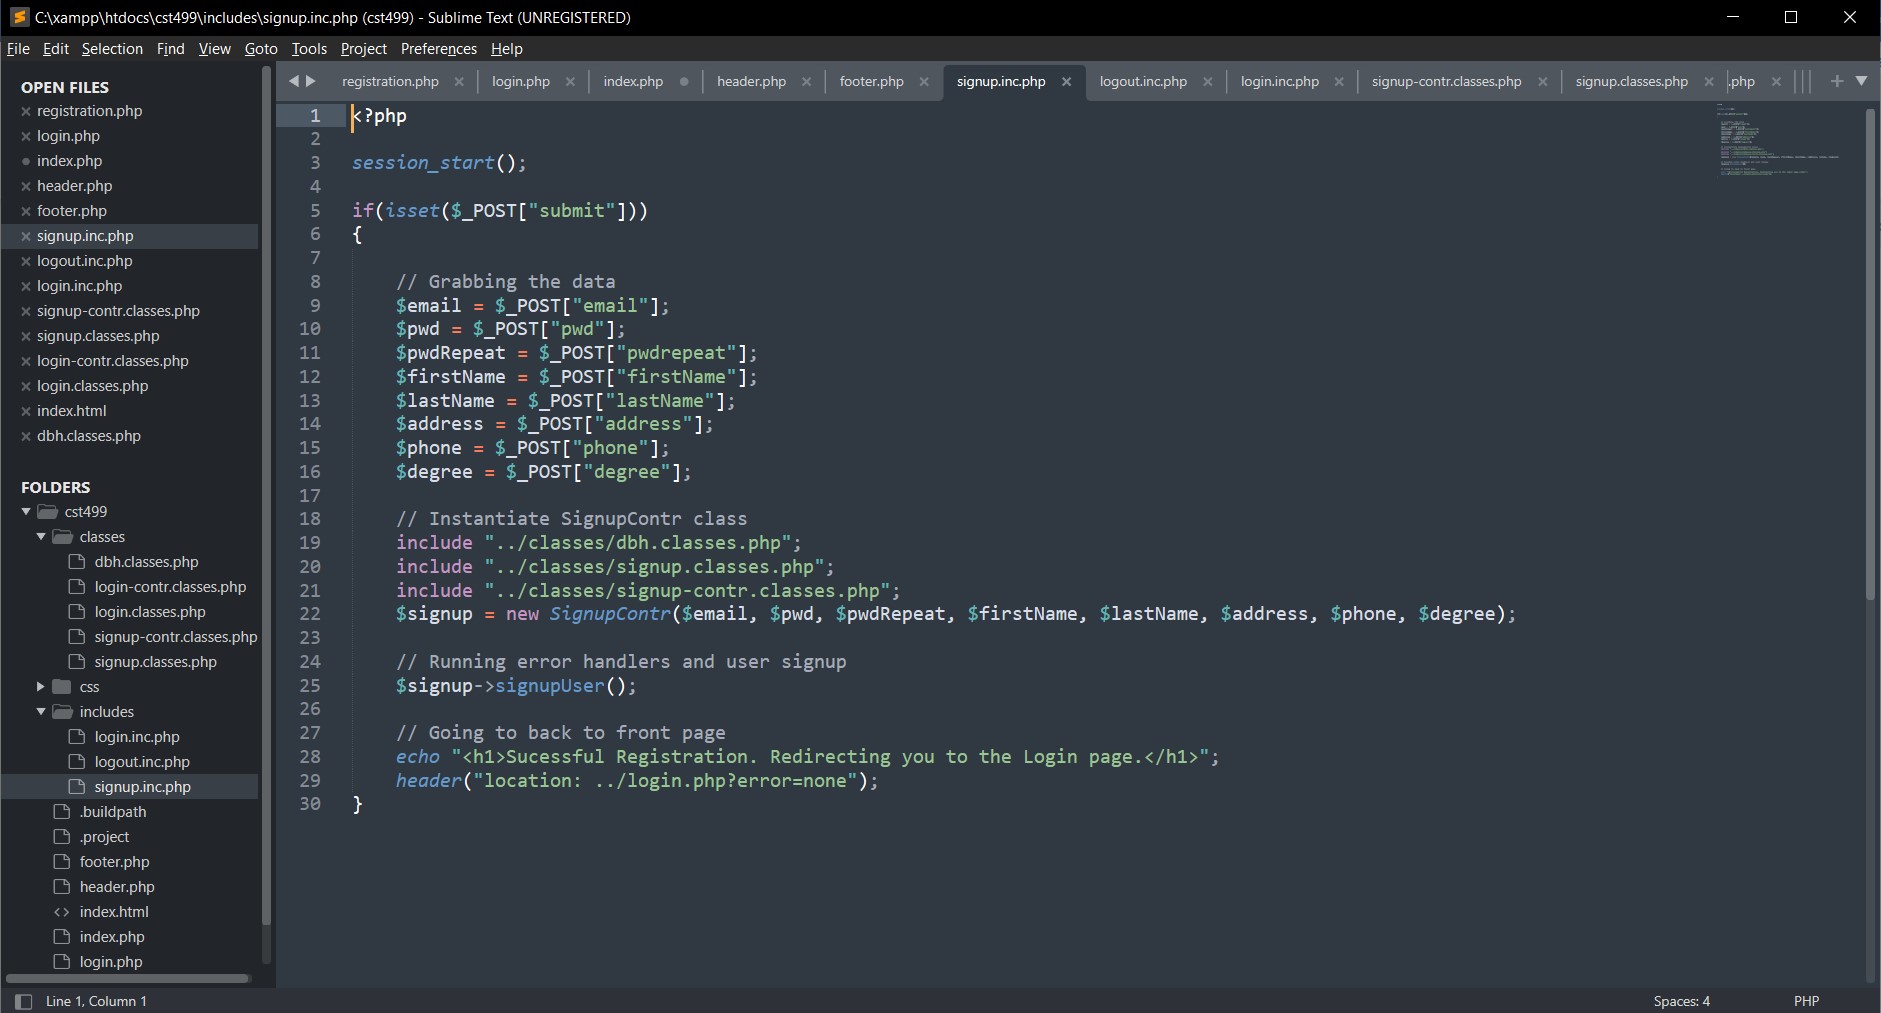 C:\xampp\htdocs\cst499\includes\signup.inc.php (cst499) - Sublime Text (UNREGISTERED)
File Edit Selection Find View Goto Tools Project Preferences Help
OPEN FILES
registration.php
login.php
index.php
header.php
footer.php
signup.inc.php
logout.inc.php
login.inc.php
signup-contr.classes.php
signup.classes.php
login-contr.classes.php
login.classes.php
index.html
dbh.classes.php
FOLDERS
cst499
classes
dbh.classes.php
login-contr.classes.php
login.classes.php
signup-contr.classes.php
signup.classes.php
css
includes
login.inc.php
logout.inc.php
signup.inc.php
.buildpath
.project
footer.php
header.php
index.html
index.php
login.php
registration.php login.php index.php header.php footer.php signup.inc.php logout.inc.php login.inc.php signup-contr.classes.php signup.classes.php .php
1 <?php
2
3 session_start();
4
5 if(isset($_POST["submit"]))
6 {
7
8     // Grabbing the data
9     $email = $_POST["email"];
10     $pwd = $_POST["pwd"];
11     $pwdRepeat = $_POST["pwdrepeat"];
12     $firstName = $_POST["firstName"];
13     $lastName = $_POST["lastName"];
14     $address = $_POST["address"];
15     $phone = $_POST["phone"];
16     $degree = $_POST["degree"];
17
18     // Instantiate SignupContr class
19     include "../classes/dbh.classes.php";
20     include "../classes/signup.classes.php";
21     include "../classes/signup-contr.classes.php";
22     $signup = new SignupContr($email, $pwd, $pwdRepeat, $firstName, $lastName, $address, $phone, $degree);
23
24     // Running error handlers and user signup
25     $signup->signupUser();
26
27     // Going to back to front page
28     echo "<h1>Sucessful Registration. Redirecting you to the Login page.</h1>";
29     header("location: ../login.php?error=none");
30 }
Line 1, Column 1
Spaces: 4
PHP